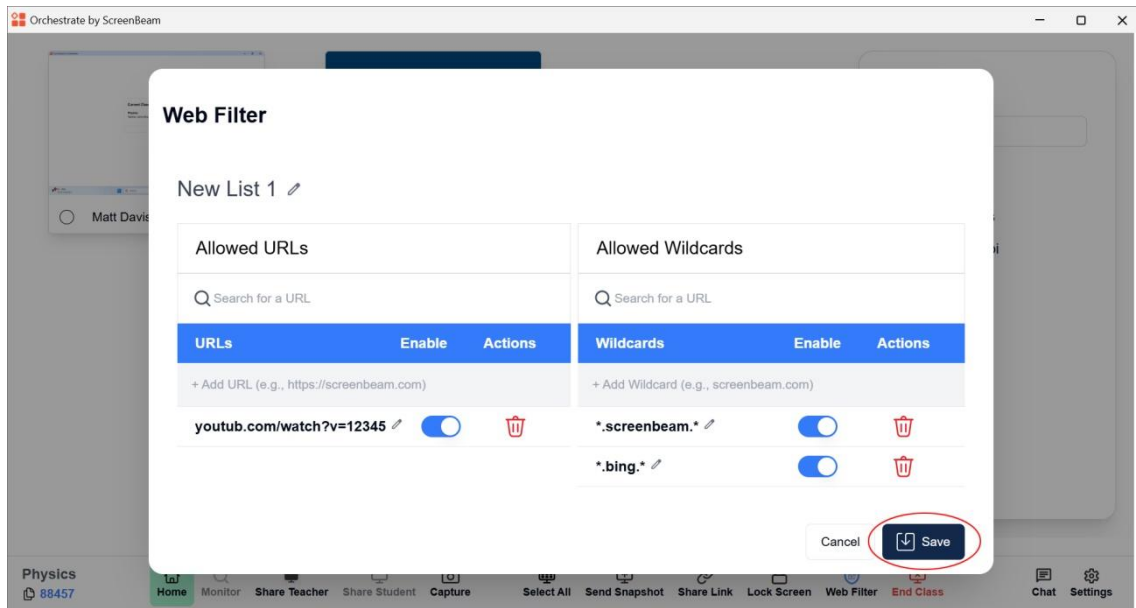 Orchestrate by ScreenBeam
Web Filter
New List 1
Matt Davis
Allowed URLs
Search for a URL
URLs Enable Actions
+ Add URL (e.g., https://screenbeam.com)
youtub.com/watch?v=12345
Allowed Wildcards
Search for a URL
Wildcards Enable Actions
+ Add Wildcard (e.g., screenbeam.com)
*.screenbeam.*
*.bing.*
Cancel Save
Physics
88457
Home Monitor Share Teacher Share Student Capture Select All Send Snapshot Share Link Lock Screen Web Filter End Class Chat Settings